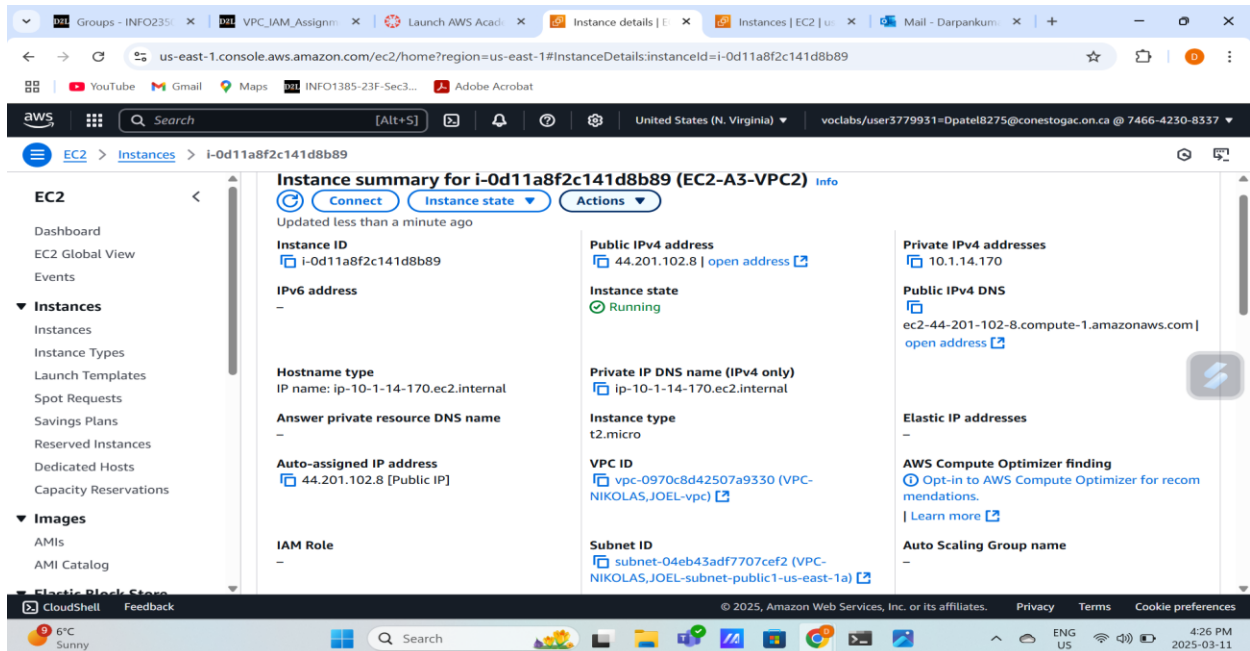 Groups - INFO235(
VPC_IAM_Assignm
Launch AWS Acade
Instance details | E
Instances | EC2 | us
Mail - Darpankuma
us-east-1.console.aws.amazon.com/ec2/home?region=us-east-1#InstanceDetails:instanceId=i-0d11a8f2c141d8b89
D
YouTube Gmail Maps D2L INFO1385-23F-Sec3... Adobe Acrobat
aws Search [Alt+S] United States (N. Virginia) ▼ voclabs/user3779931=Dpatel8275@conestogac.on.ca @ 7466-4230-8337 ▼
EC2 > Instances > i-0d11a8f2c141d8b89
EC2
Dashboard
EC2 Global View
Events
Instances
Instances
Instance Types
Launch Templates
Spot Requests
Savings Plans
Reserved Instances
Dedicated Hosts
Capacity Reservations
Images
AMIs
AMI Catalog
Elastic Block Store
Instance summary for i-0d11a8f2c141d8b89 (EC2-A3-VPC2) Info
Connect Instance state ▼ Actions ▼
Updated less than a minute ago
Instance ID
i-0d11a8f2c141d8b89
Public IPv4 address
44.201.102.8 | open address
Private IPv4 addresses
10.1.14.170
IPv6 address
–
Instance state
Running
Public IPv4 DNS
ec2-44-201-102-8.compute-1.amazonaws.com |
open address
Hostname type
IP name: ip-10-1-14-170.ec2.internal
Private IP DNS name (IPv4 only)
ip-10-1-14-170.ec2.internal
Answer private resource DNS name
–
Instance type
t2.micro
Elastic IP addresses
–
Auto-assigned IP address
44.201.102.8 [Public IP]
VPC ID
vpc-0970c8d42507a9330 (VPC-
NIKOLAS,JOEL-vpc)
AWS Compute Optimizer finding
Opt-in to AWS Compute Optimizer for recom
mendations.
| Learn more
IAM Role
–
Subnet ID
subnet-04eb43adf7707cef2 (VPC-
NIKOLAS,JOEL-subnet-public1-us-east-1a)
Auto Scaling Group name
–
CloudShell Feedback © 2025, Amazon Web Services, Inc. or its affiliates. Privacy Terms Cookie preferences
9
6°C
Sunny
Search
ENG
US
4:26 PM
2025-03-11